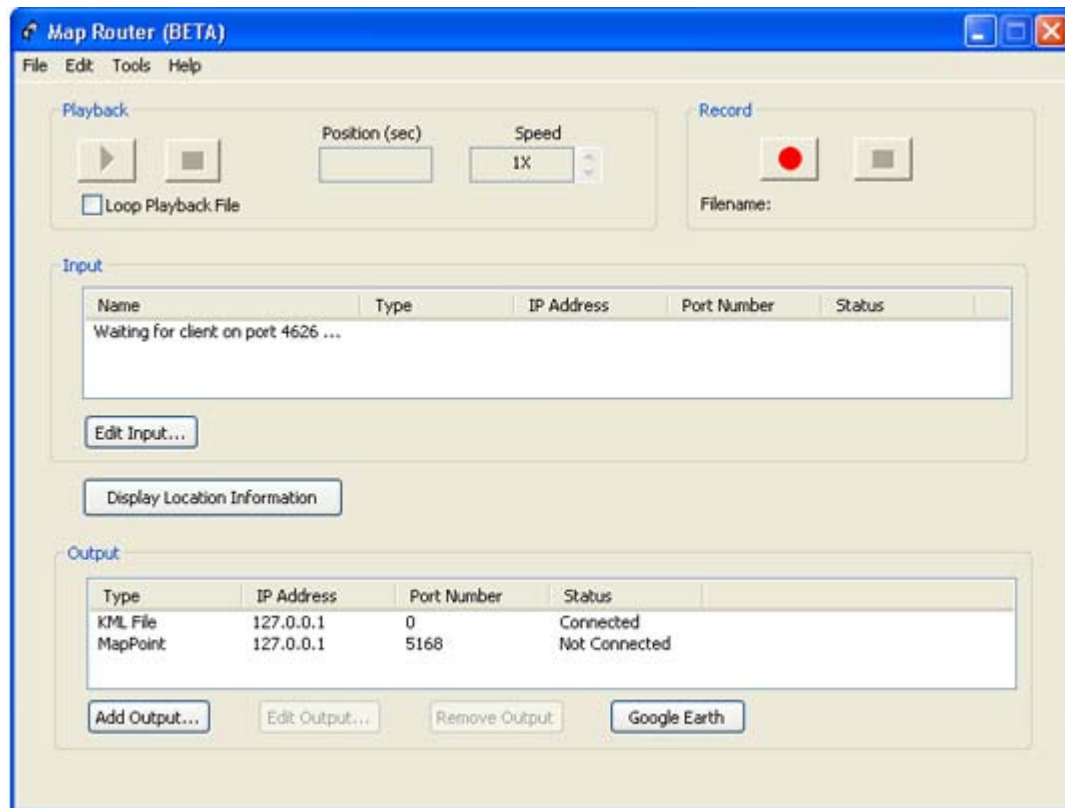 Map Router (BETA)
File Edit Tools Help
Playback
Position (sec) Speed
1X
Loop Playback File
Record
Filename:
Input
Name Type IP Address Port Number Status
Waiting for client on port 4626 ...
Edit Input...
Display Location Information
Output
Type IP Address Port Number Status
KML File 127.0.0.1 0 Connected
MapPoint 127.0.0.1 5168 Not Connected
Add Output... Edit Output... Remove Output Google Earth